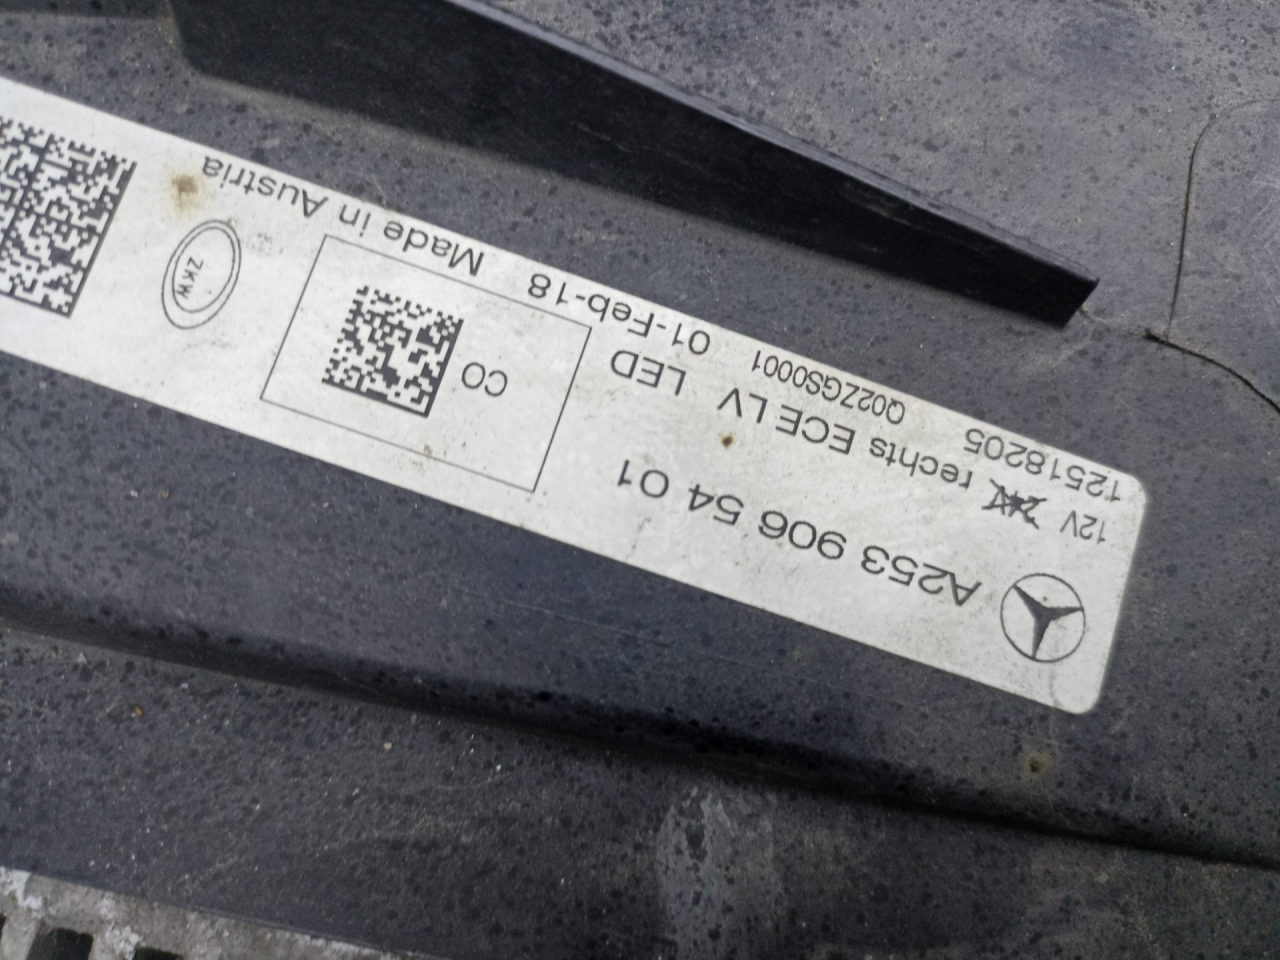 A253 906 54 01
12V 24V rechts ECE LV LED
12518205 Q02ZGS0001 01-Feb-18 Made in Austria
CO
ZKW